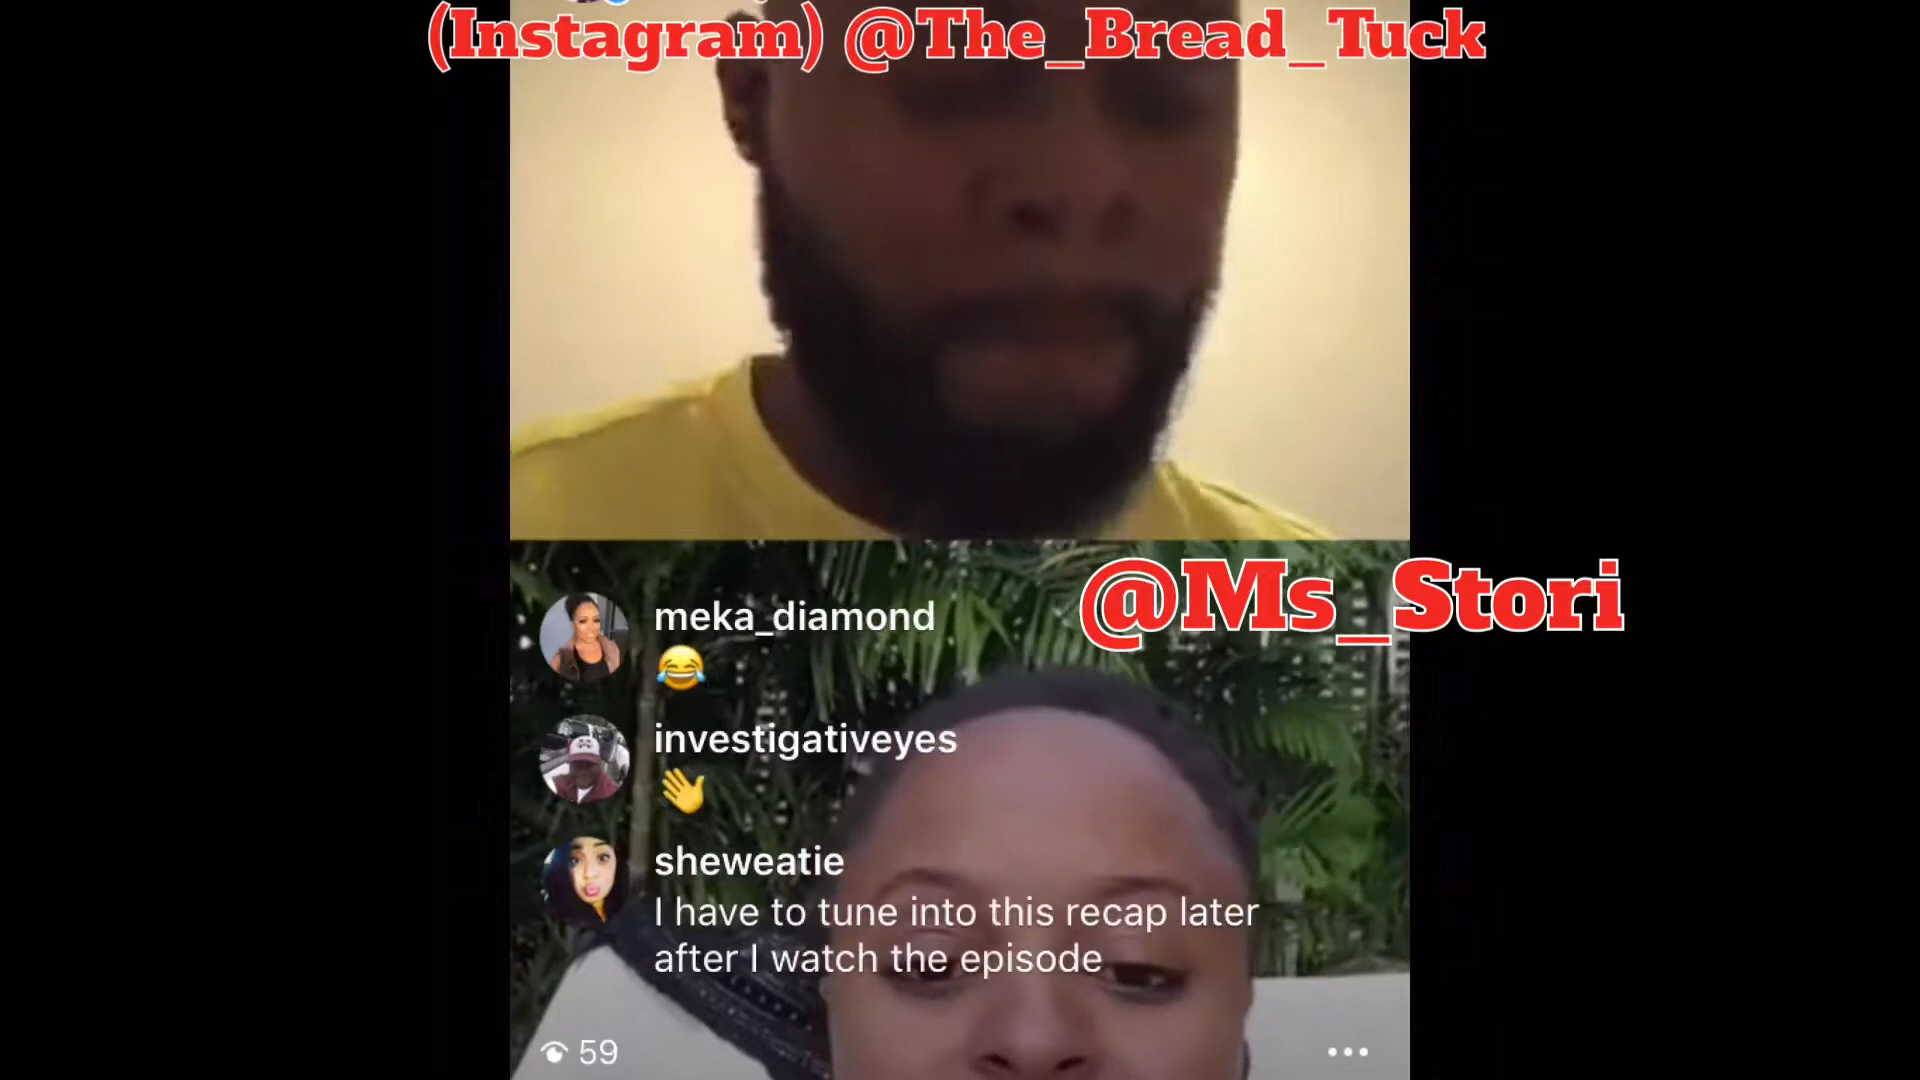 (Instagram) @The_Bread_Tuck
@Ms_Stori
meka_diamond
😂
investigativeyes
👋
sheweatie
I have to tune into this recap later
after I watch the episode
59